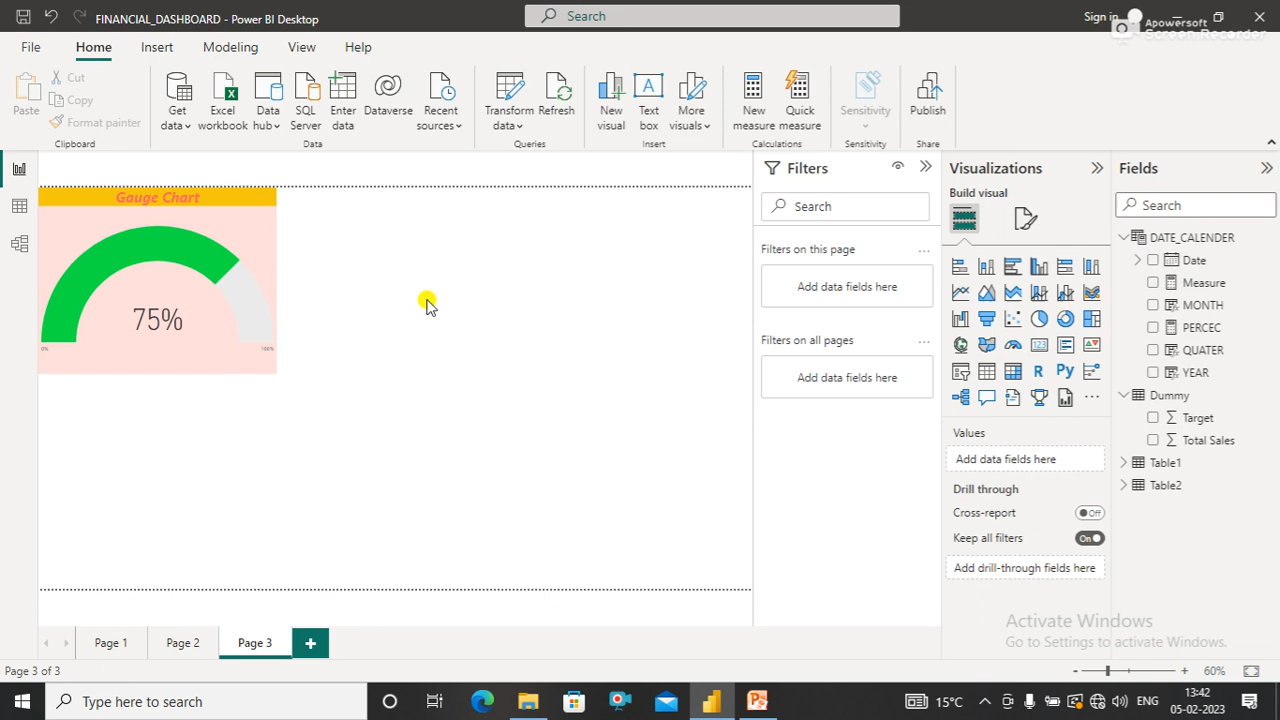 FINANCIAL_DASHBOARD - Power BI Desktop
Search
Sign in
Apowersoft
Screen Recorder
File
Home
Insert
Modeling
View
Help
Paste
Cut
Copy
Format painter
Clipboard
Get data
Excel workbook
Data hub
SQL Server
Enter data
Dataverse
Recent sources
Data
Transform data
Refresh
Queries
New visual
Text box
More visuals
Insert
New measure
Quick measure
Calculations
Sensitivity
Sensitivity
Publish
Share
Gauge Chart
75%
0%
100%
Filters
Search
Filters on this page
Add data fields here
Filters on all pages
Add data fields here
Visualizations
Build visual
R
Py
123
Values
Add data fields here
Drill through
Cross-report
Off
Keep all filters
On
Add drill-through fields here
Fields
Search
DATE_CALENDER
Date
Measure
MONTH
PERCEC
QUATER
YEAR
Dummy
Target
Total Sales
Table1
Table2
Activate Windows
Go to Settings to activate Windows.
Page 1
Page 2
Page 3
Page 3 of 3
- + 60%
Type here to search
15°C
ENG
13:42
05-02-2023